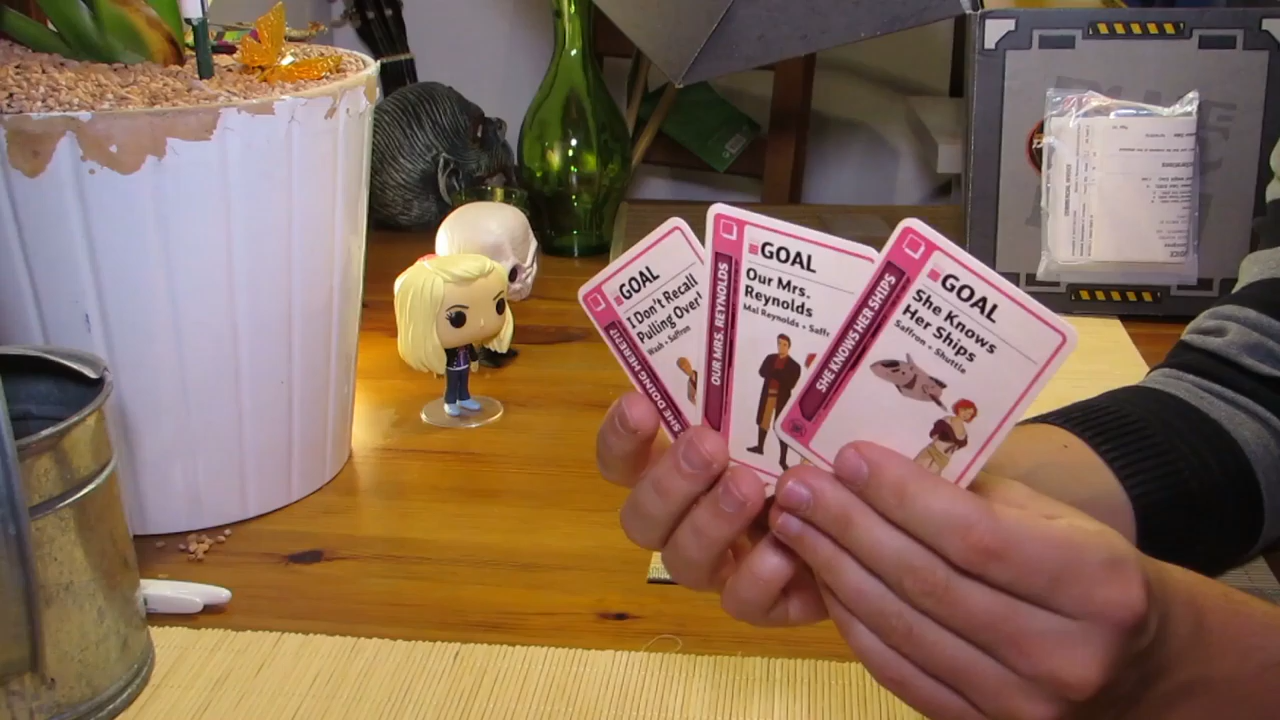 GOAL
I Don't Recall
Pulling Over!
Wash + Saffron
SHE DOING HERE?!?
GOAL
Our Mrs.
Reynolds
Mal Reynolds + Saff
OUR MRS. REYNOLDS
GOAL
She Knows
Her Ships
Saffron + Shuttle
SHE KNOWS HER SHIPS